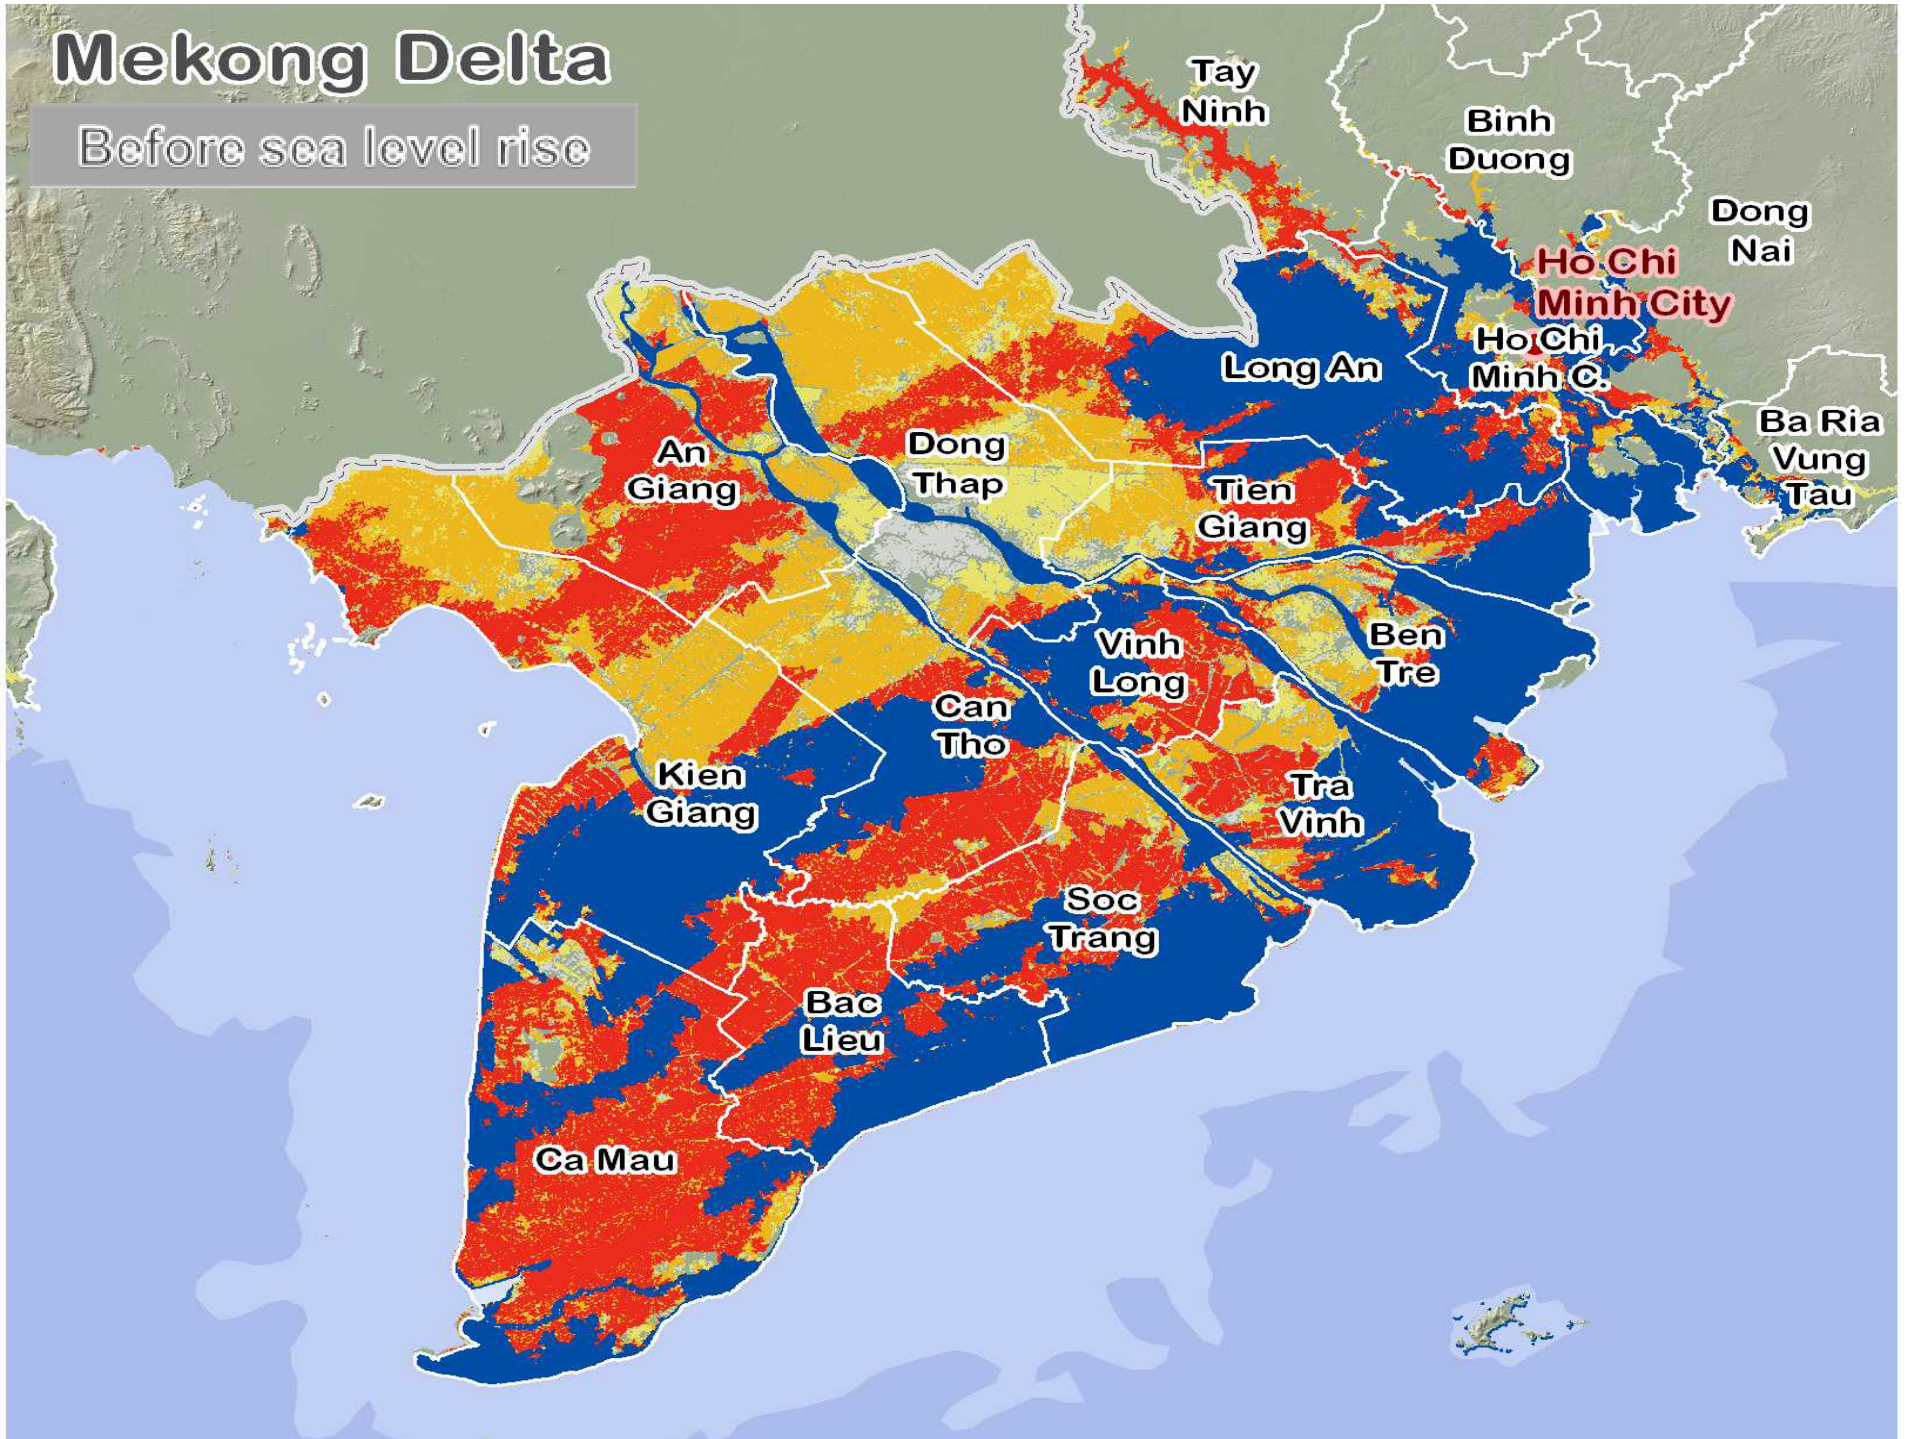 Mekong Delta
Before sea level rise
Tay
Ninh
Binh
Duong
Dong
Nai
Ho Chi
Minh City
Ho Chi
Minh C.
Long An
Ba Ria
Vung
Tau
An
Giang
Dong
Thap
Tien
Giang
Ben
Tre
Vinh
Long
Can
Tho
Kien
Giang
Tra
Vinh
Soc
Trang
Bac
Lieu
Ca Mau